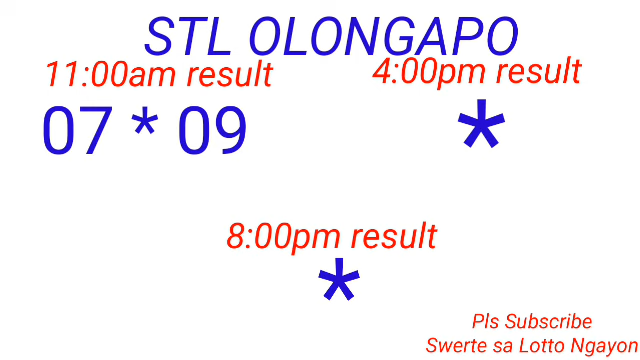 STL OLONGAPO
11:00am result
07 * 09
4:00pm result
*
8:00pm result
*
Pls Subscribe
Swerte sa Lotto Ngayon